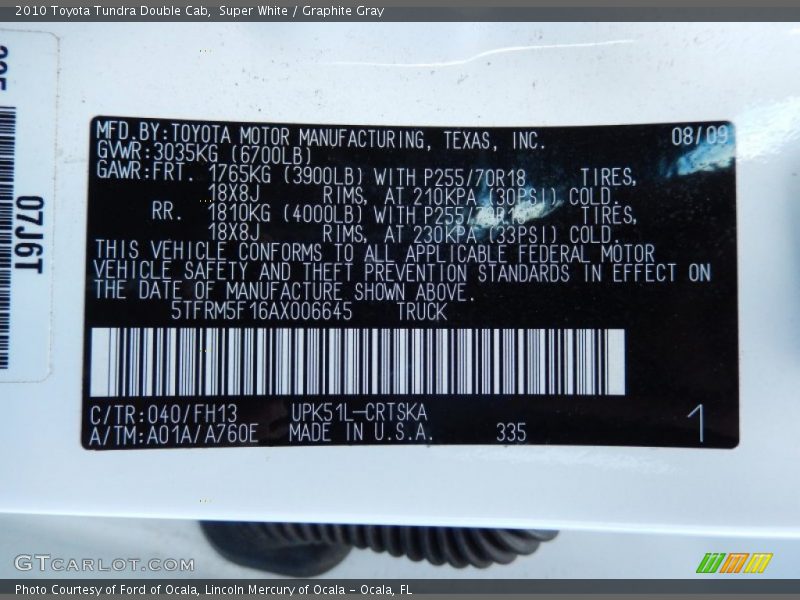 2010 Toyota Tundra Double Cab, Super White / Graphite Gray
07J6T
MFD.BY:TOYOTA MOTOR MANUFACTURING, TEXAS, INC. 08/09
GVWR:3035KG (6700LB)
GAWR:FRT. 1765KG (3900LB) WITH P255/70R18 TIRES,
18X8J RIMS, AT 210KPA (30PSI) COLD.
RR. 1810KG (4000LB) WITH P255/70R18 TIRES,
18X8J RIMS, AT 230KPA (33PSI) COLD.
THIS VEHICLE CONFORMS TO ALL APPLICABLE FEDERAL MOTOR
VEHICLE SAFETY AND THEFT PREVENTION STANDARDS IN EFFECT ON
THE DATE OF MANUFACTURE SHOWN ABOVE.
5TFRM5F16AX006645 TRUCK
C/TR:040/FH13 UPK51L-CRTSKA
A/TM:A01A/A760E MADE IN U.S.A. 335 1
GTCARLOT.COM
Photo Courtesy of Ford of Ocala, Lincoln Mercury of Ocala - Ocala, FL